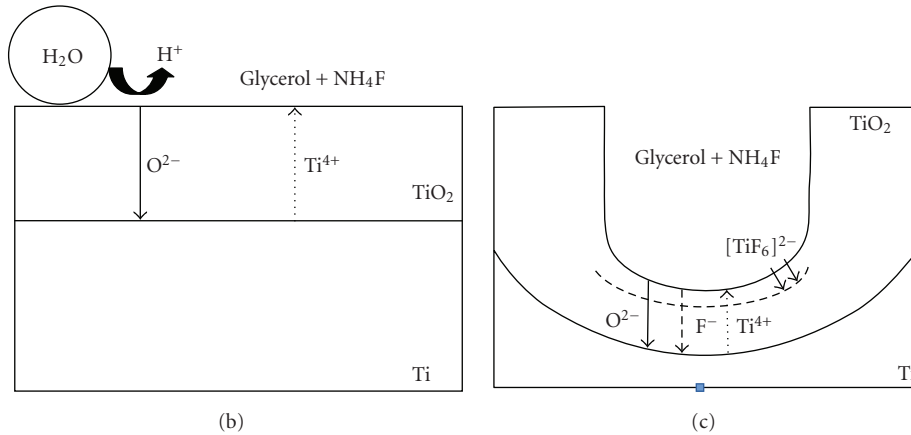 H₂O
H⁺
Glycerol + NH₄F
O²⁻
Ti⁴⁺
TiO₂
Ti
(b)
TiO₂
Glycerol + NH₄F
[TiF₆]²⁻
O²⁻
F⁻
Ti⁴⁺
(c)